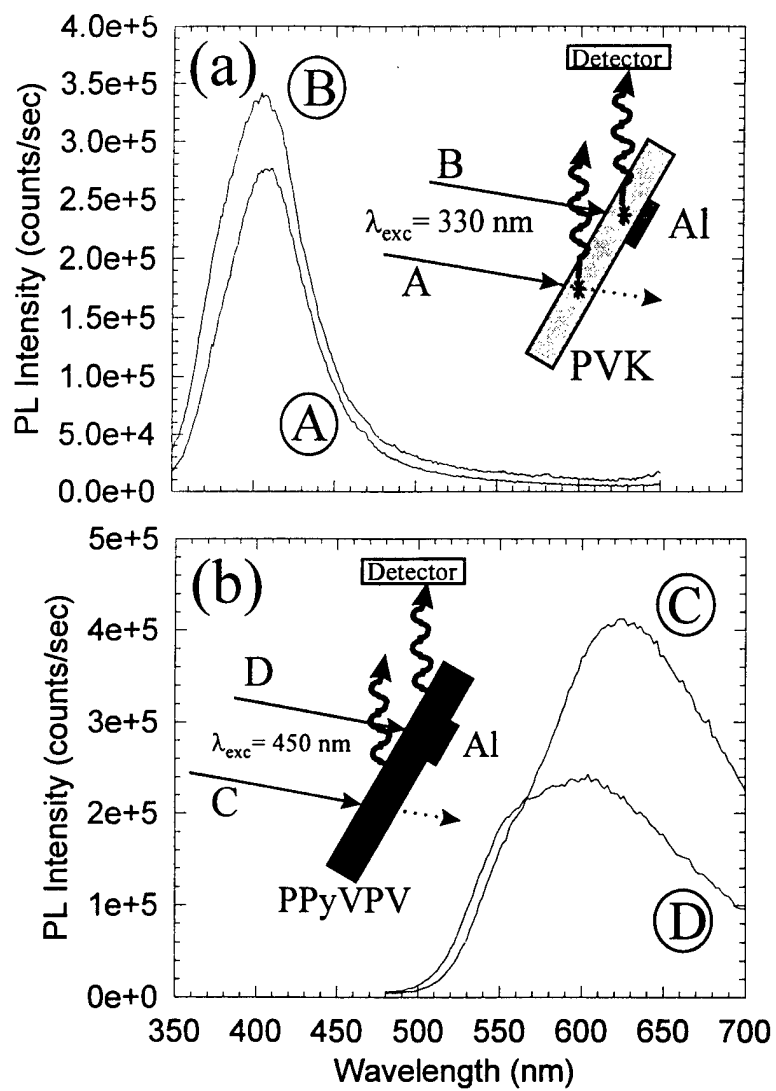 (a)
PL Intensity (counts/sec)
4.0e+5
3.5e+5
3.0e+5
2.5e+5
2.0e+5
1.5e+5
1.0e+5
5.0e+4
0.0e+0
B
A
Detector
B
λexc= 330 nm
A
Al
PVK
(b)
PL Intensity (counts/sec)
5e+5
4e+5
3e+5
2e+5
1e+5
0e+0
Detector
D
λexc= 450 nm
C
Al
PPyVPV
C
D
350 400 450 500 550 600 650 700
Wavelength (nm)